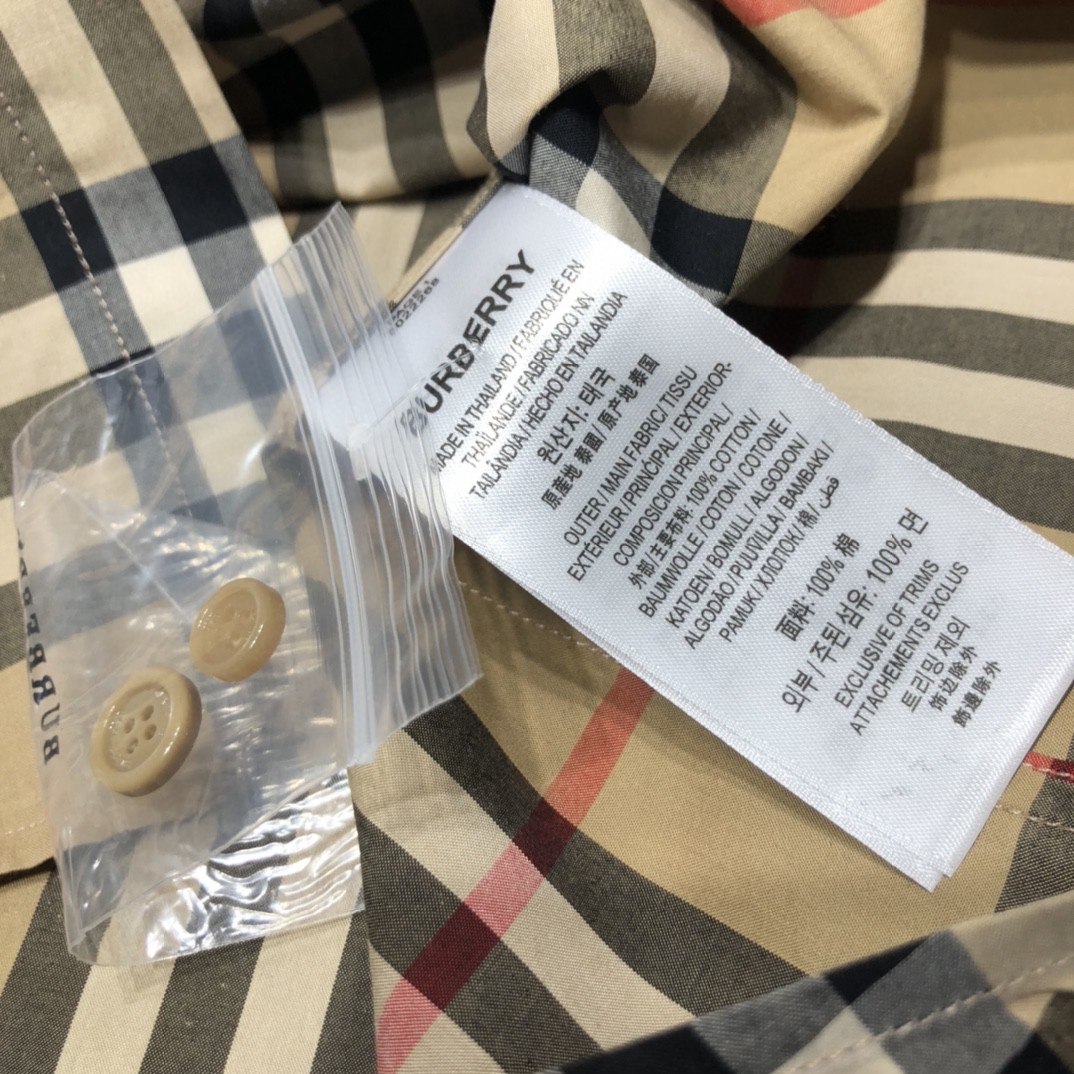 BURBERRY
MADE IN THAILAND / FABRIQUÉ EN
THAÏLANDE / FABRICADO NN
TAILÂNDIA / HECHO EN TAILANDIA
원산지: 태국
原産地 泰國 / 原产地 泰国
OUTER / MAIN FABRIC / TISSU
EXTÉRIEUR / PRINCIPAL / EXTERIOR-
COMPOSICION PRINCIPAL /
外部主要布料: 100% COTTON /
BAUMWOLLE / COTON / COTONE /
KATOEN / BOMULL / ALGODON /
ALGODÃO / PUUVILLA / BAMBAKI /
PAMUK / ХЛОПОК / 棉 /
面料: 100% 棉
외부 / 주된 섬유: 100% 면
EXCLUSIVE OF TRIMS
ATTACHEMENTS EXCLUS
트리밍 제외
饰边除外
飾邊除外
BURBERRY